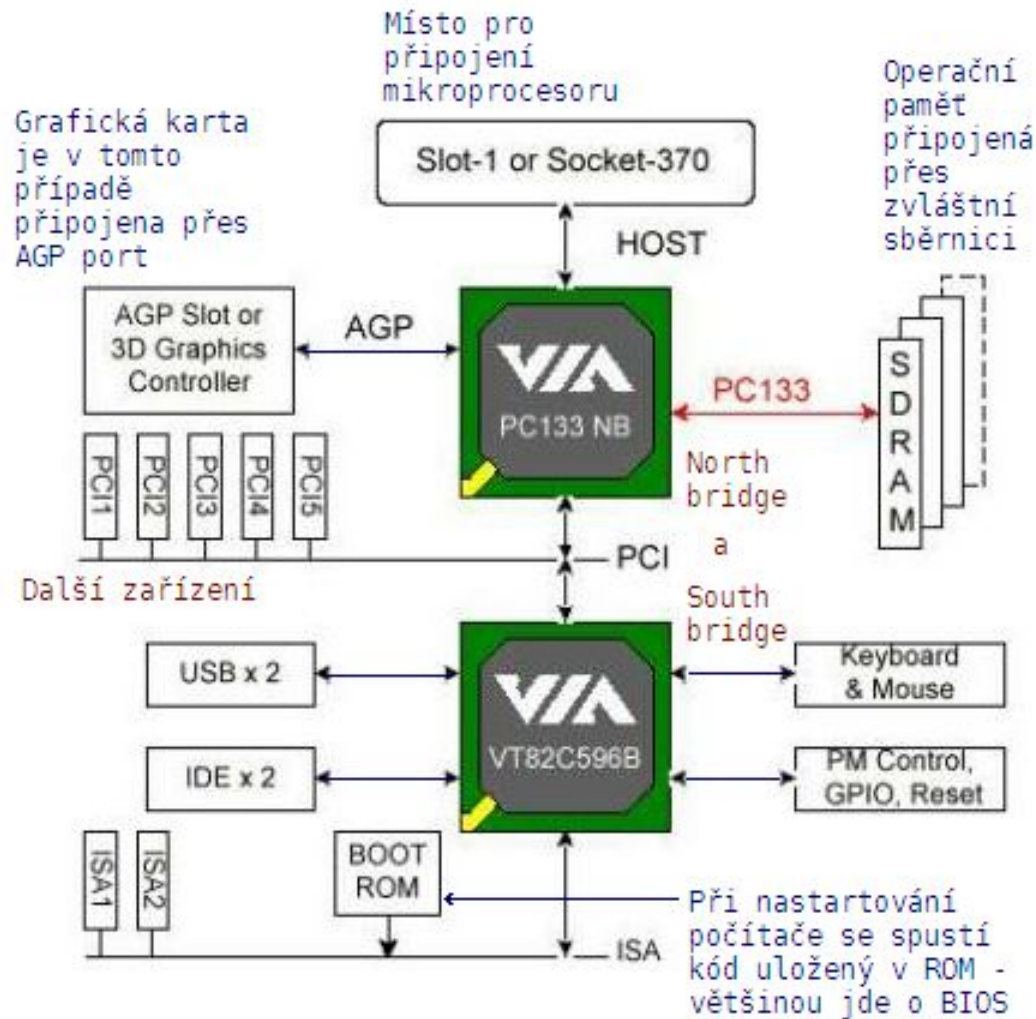 Místo pro
připojení
mikroprocesoru
Operační
paměť
připojená
přes
zvláštní
sběrnici
Grafická karta
je v tomto
případě
připojena přes
AGP port
Slot-1 or Socket-370
HOST
AGP Slot or
3D Graphics
Controller
AGP
VIA
PC133 NB
PC133
SDRAM
North
bridge
a
South
bridge
PCI1
PCI2
PCI3
PCI4
PCI5
PCI
Další zařízení
USB x 2
VIA
VT82C596B
Keyboard
& Mouse
IDE x 2
PM Control,
GPIO, Reset
ISA1
ISA2
BOOT
ROM
ISA
Při nastartování
počítače se spustí
kód uložený v ROM -
většinou jde o BIOS